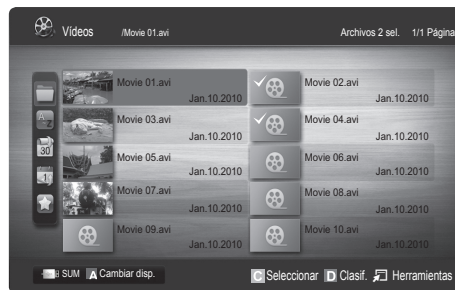 Vídeos /Movie 01.avi Archivos 2 sel. 1/1 Página
Movie 01.avi Movie 02.avi
Jan.10.2010 Jan.10.2010
Movie 03.avi Movie 04.avi
Jan.10.2010 Jan.10.2010
Movie 05.avi Movie 06.avi
Jan.10.2010 Jan.10.2010
Movie 07.avi Movie 08.avi
Jan.10.2010 Jan.10.2010
Movie 09.avi Movie 10.avi
Jan.10.2010 Jan.10.2010
SUM A Cambiar disp. C Seleccionar D Clasif. Herramientas